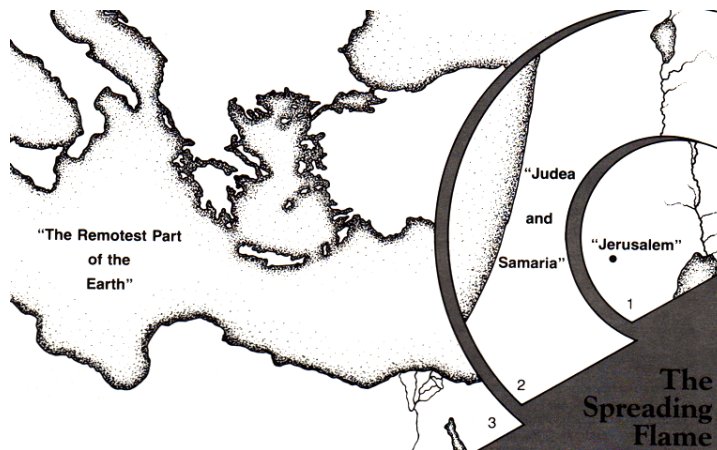 "The Remotest Part
of the
Earth"
"Judea
and
Samaria"
"Jerusalem"
1
2
3
The
Spreading
Flame